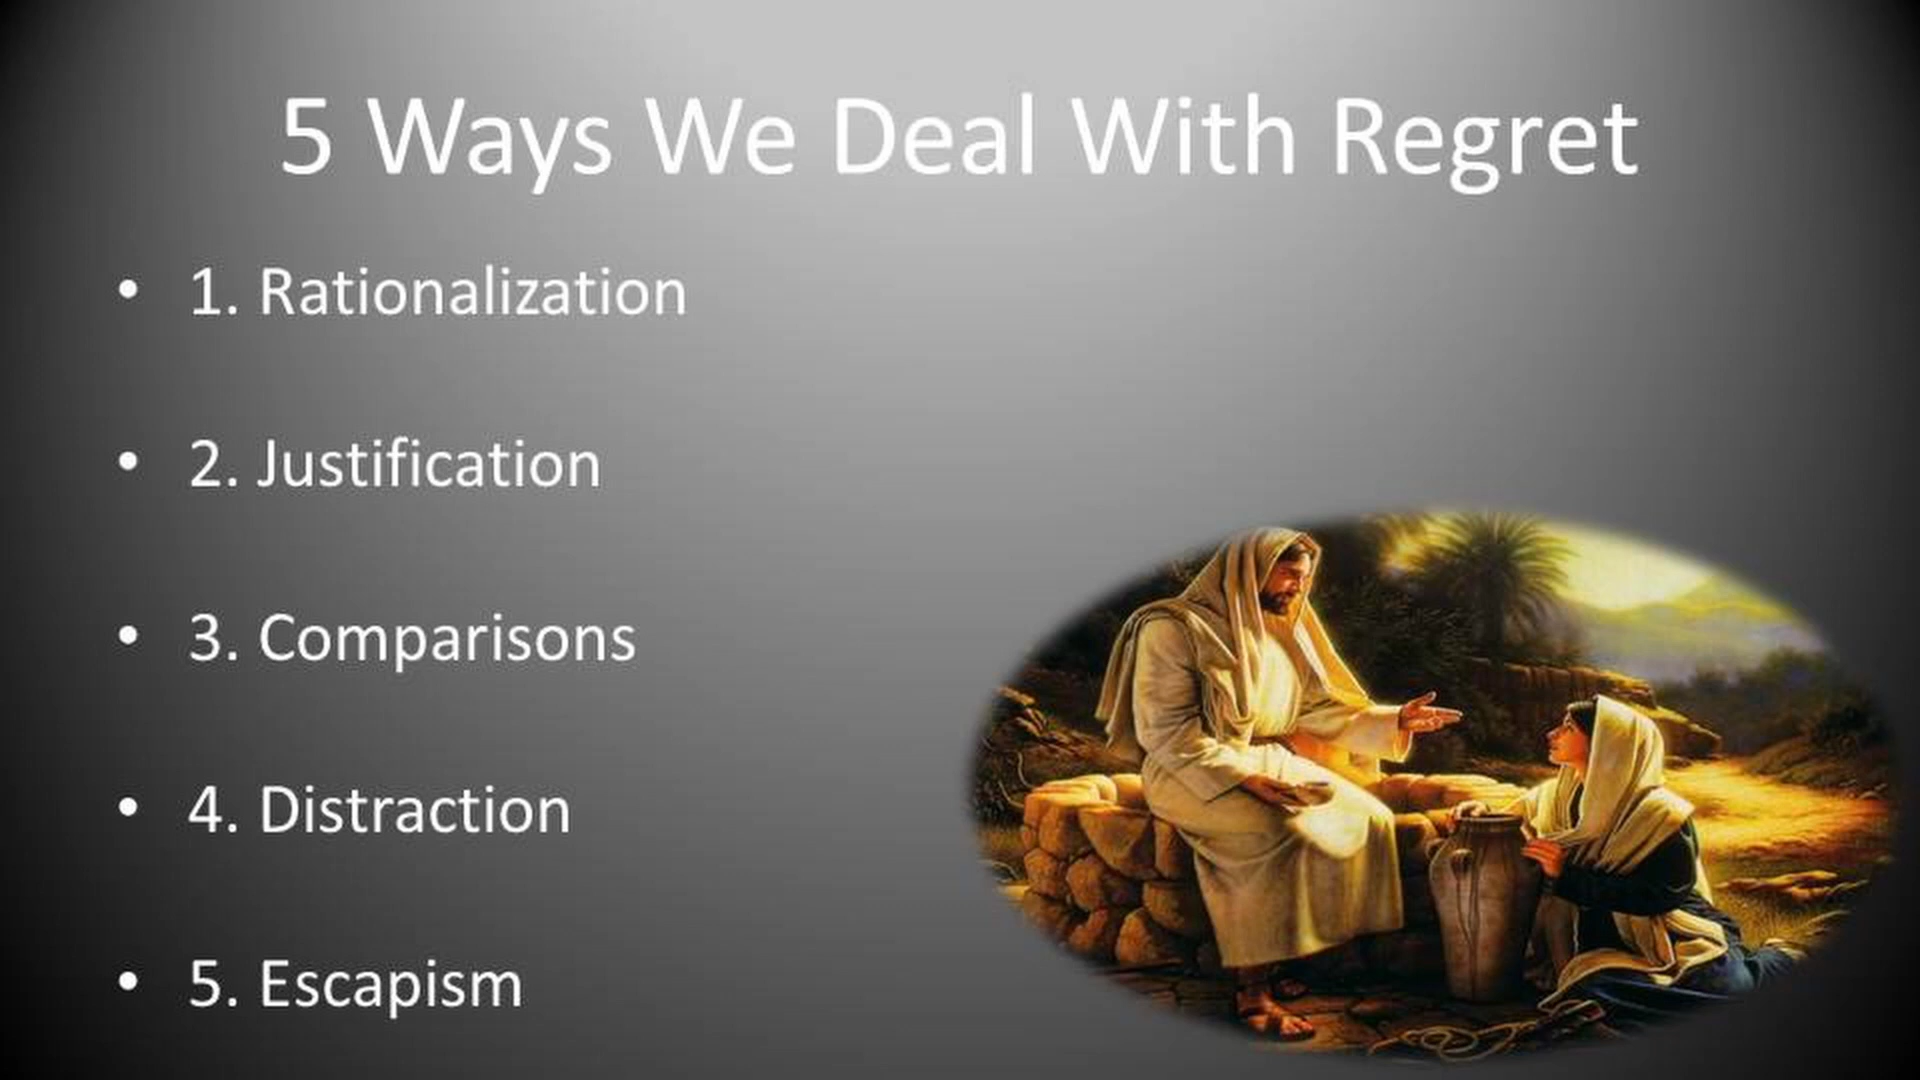 5 Ways We Deal With Regret
• 1. Rationalization
• 2. Justification
• 3. Comparisons
• 4. Distraction
• 5. Escapism